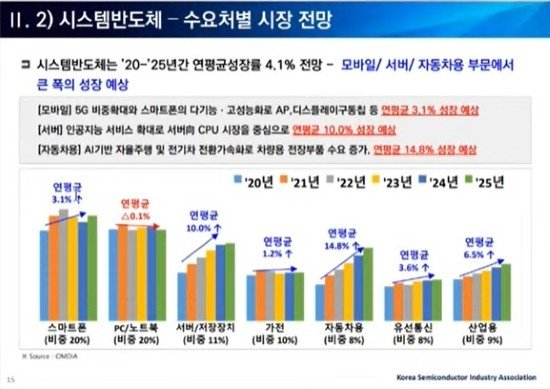 II. 2) 시스템반도체 – 수요처별 시장 전망
시스템반도체는 '20~'25년간 연평균성장률 4.1% 전망 – 모바일/ 서버/ 자동차용 부문에서
큰 폭의 성장 예상
[모바일] 5G 비중확대와 스마트폰의 다기능 · 고성능화로 AP,디스플레이구동칩 등 연평균 3.1% 성장 예상
[서버] 인공지능 서비스 확대로 서버向 CPU 시장을 중심으로 연평균 10.0% 성장 예상
[자동차용] AI기반 자율주행 및 전기차 전환가속화로 차량용 전장부품 수요 증가, 연평균 14.8% 성장 예상
'20년 '21년 '22년 '23년 '24년 '25년
연평균
3.1% ↑
연평균
△0.1%
연평균
10.0% ↑
연평균
1.2% ↑
연평균
14.8% ↑
연평균
3.6% ↑
연평균
6.5% ↑
스마트폰
(비중 20%)
PC/노트북
(비중 20%)
서버/저장장치
(비중 11%)
가전
(비중 10%)
자동차용
(비중 8%)
유선통신
(비중 8%)
산업용
(비중 9%)
※ Source : OMDIA
15
Korea Semiconductor Industry Association